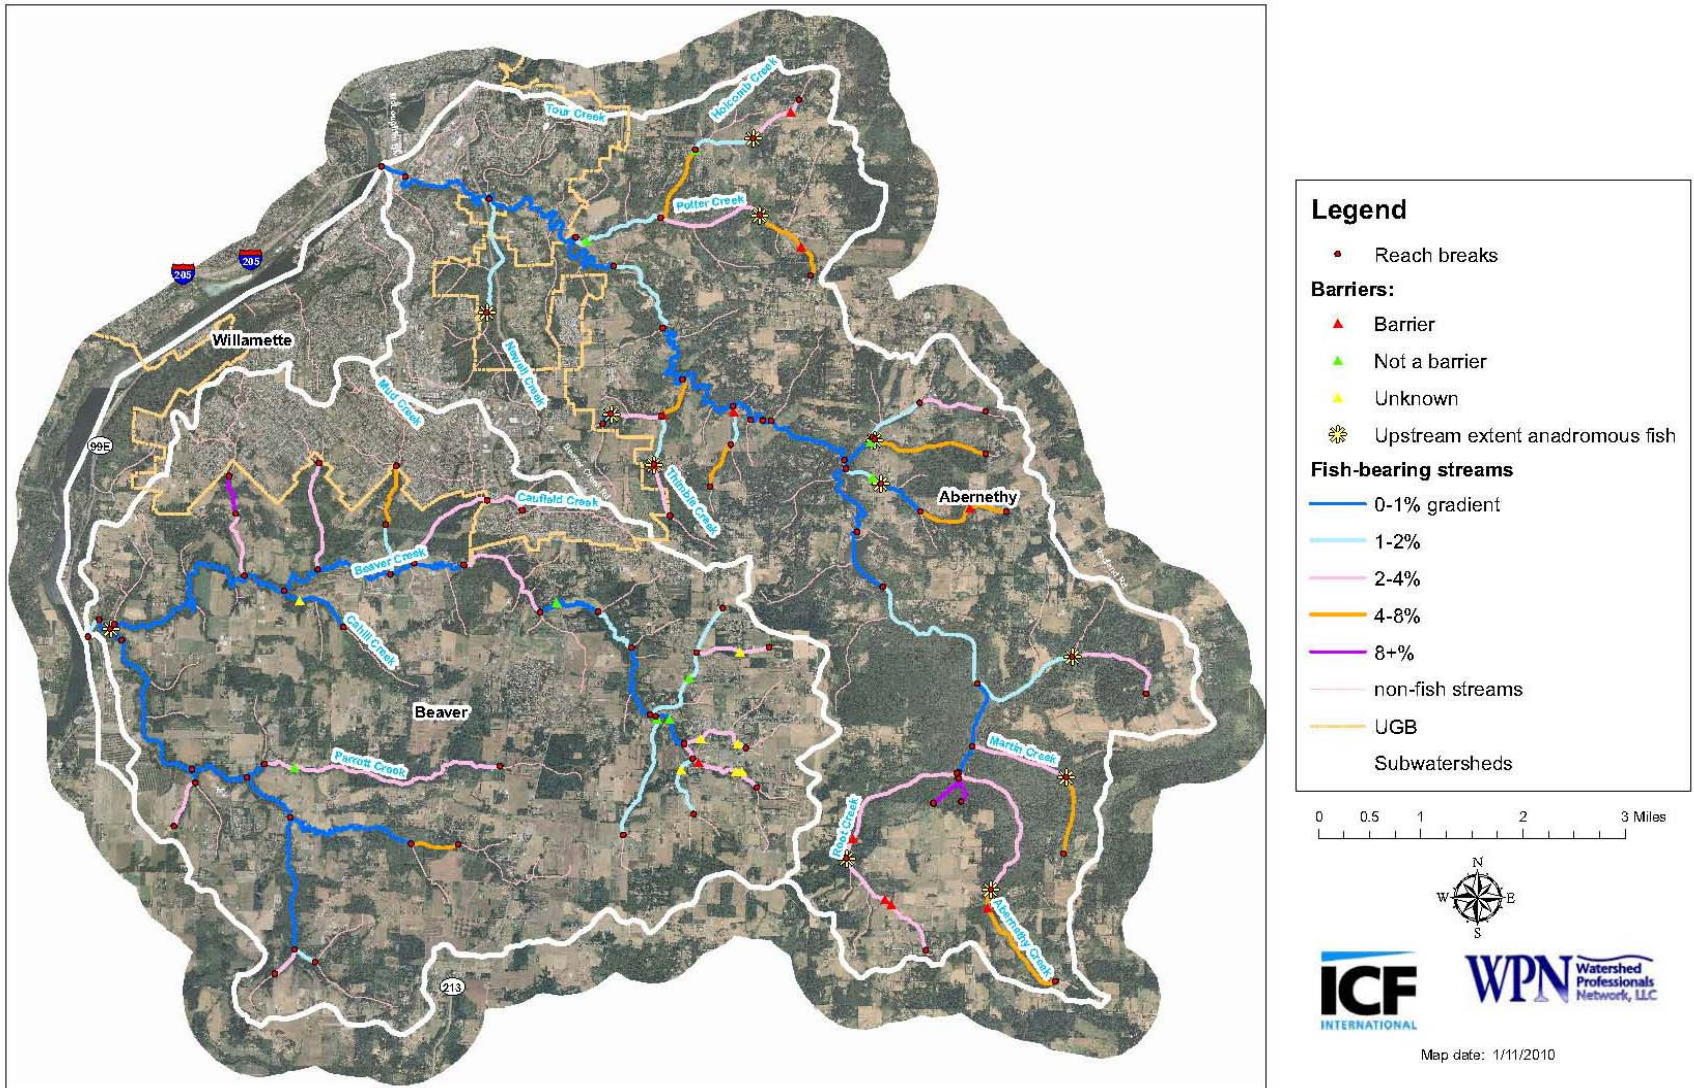 Tour Creek
Holcomb Creek
Potter Creek
205
205
Willamette
Newell Creek
Mud Creek
99E
Beaver Creek Rd
Caufield Creek
Thimble Creek
Abernethy
Beaver Creek
Cahill Creek
Beaver
Parrott Creek
Martin Creek
Root Creek
Abernethy Creek
213
Legend
Reach breaks
Barriers:
Barrier
Not a barrier
Unknown
Upstream extent anadromous fish
Fish-bearing streams
0-1% gradient
1-2%
2-4%
4-8%
8+%
non-fish streams
UGB
Subwatersheds
0 0.5 1 2 3 Miles
N
W E
S
ICF
INTERNATIONAL
WPN Watershed
Professionals
Network, LLC
Map date: 1/11/2010